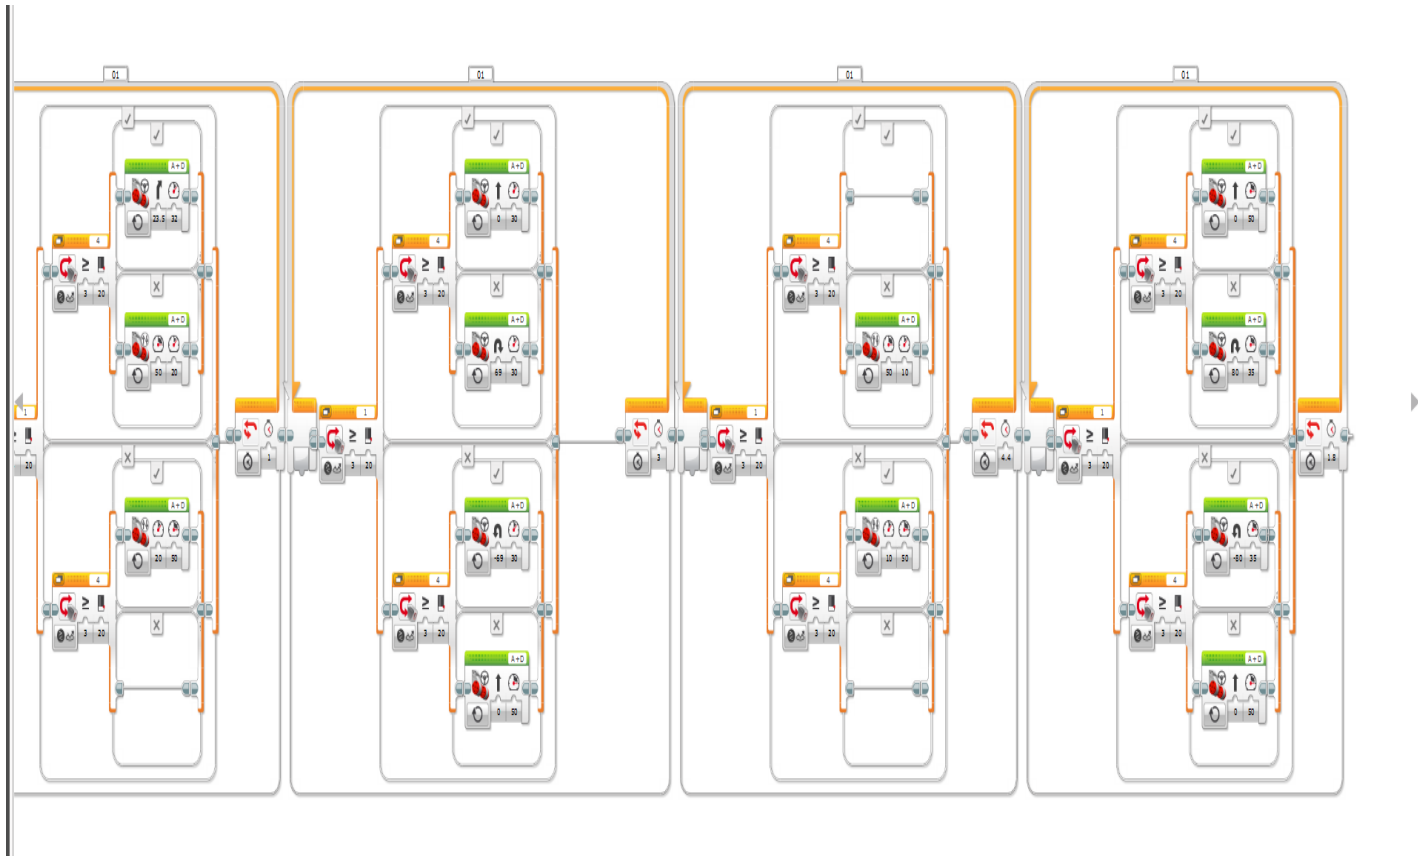 01 01 01 01
A+D A+D A+D
23.5 32 0 30 0 50
4 4 4 4
≥ ≥ ≥ ≥
3 20 3 20 3 20 3 20
A+D A+D A+D A+D
50 20 69 30 50 10 80 35
1 1 1 1
≥ ≥ ≥ ≥
20 1 3 20 3 3 20 4.4 3 20 1.8
A+D A+D A+D A+D
20 50 -69 30 10 50 -80 35
4 4 4 4
≥ ≥ ≥ ≥
3 20 3 20 3 20 3 20
A+D A+D
0 50 0 50